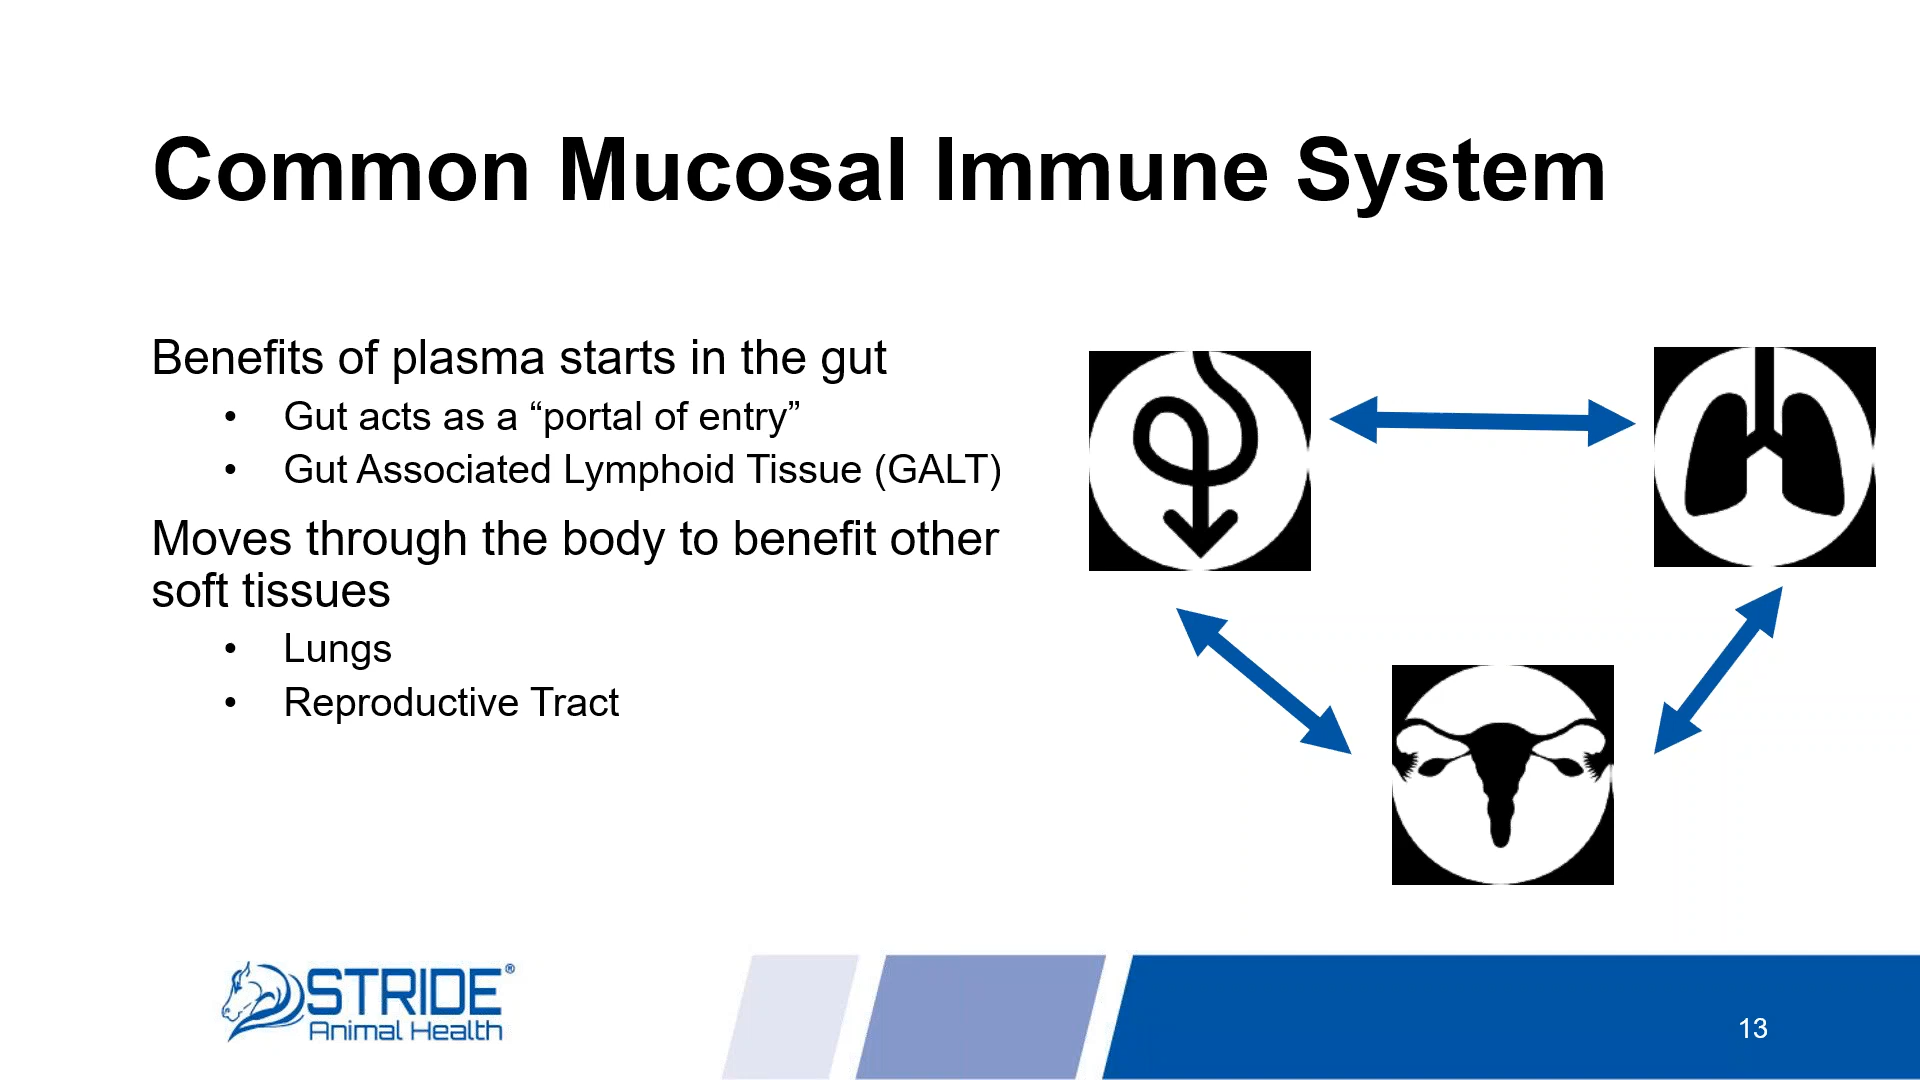 Common Mucosal Immune System
Benefits of plasma starts in the gut
• Gut acts as a “portal of entry”
• Gut Associated Lymphoid Tissue (GALT)
Moves through the body to benefit other
soft tissues
• Lungs
• Reproductive Tract
STRIDE®
Animal Health
13